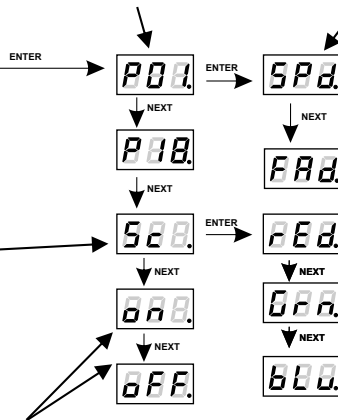 ENTER
P01. ENTER SPd.
NEXT NEXT
P18. FAd.
NEXT
Sc. ENTER rEd.
NEXT NEXT
on. Grn.
NEXT NEXT
oFF. bLu.